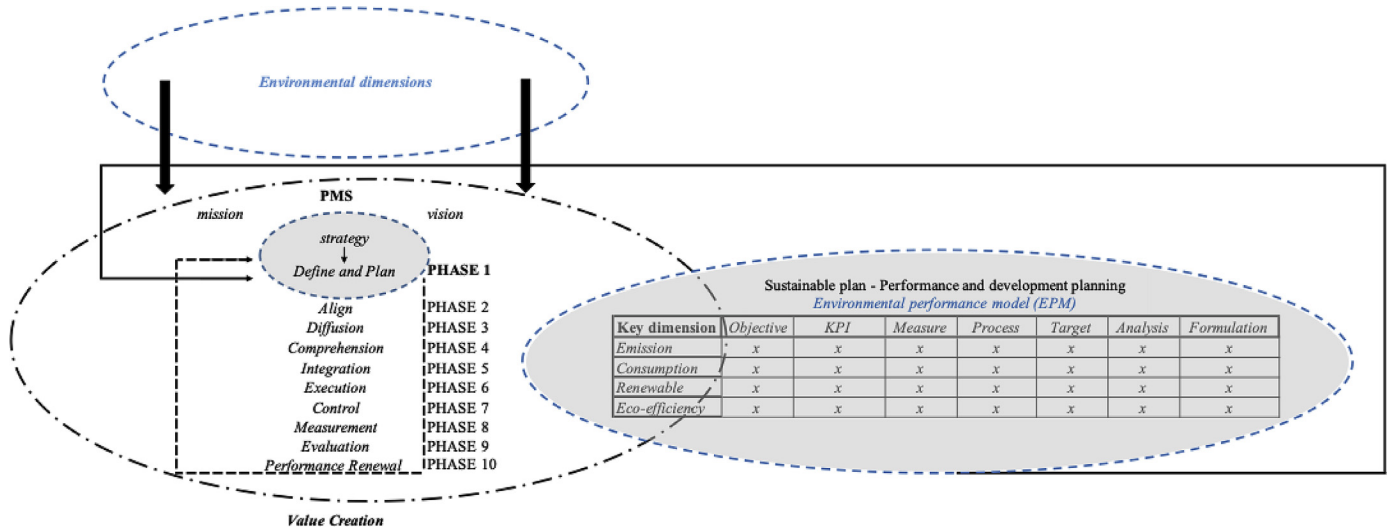 Environmental dimensions
PMS
mission vision
strategy
Define and Plan PHASE 1
Align PHASE 2
Diffusion PHASE 3
Comprehension PHASE 4
Integration PHASE 5
Execution PHASE 6
Control PHASE 7
Measurement PHASE 8
Evaluation PHASE 9
Performance Renewal PHASE 10
Value Creation
Sustainable plan - Performance and development planning
Environmental performance model (EPM)
Key dimension Objective KPI Measure Process Target Analysis Formulation
Emission x x x x x x x
Consumption x x x x x x x
Renewable x x x x x x x
Eco-efficiency x x x x x x x